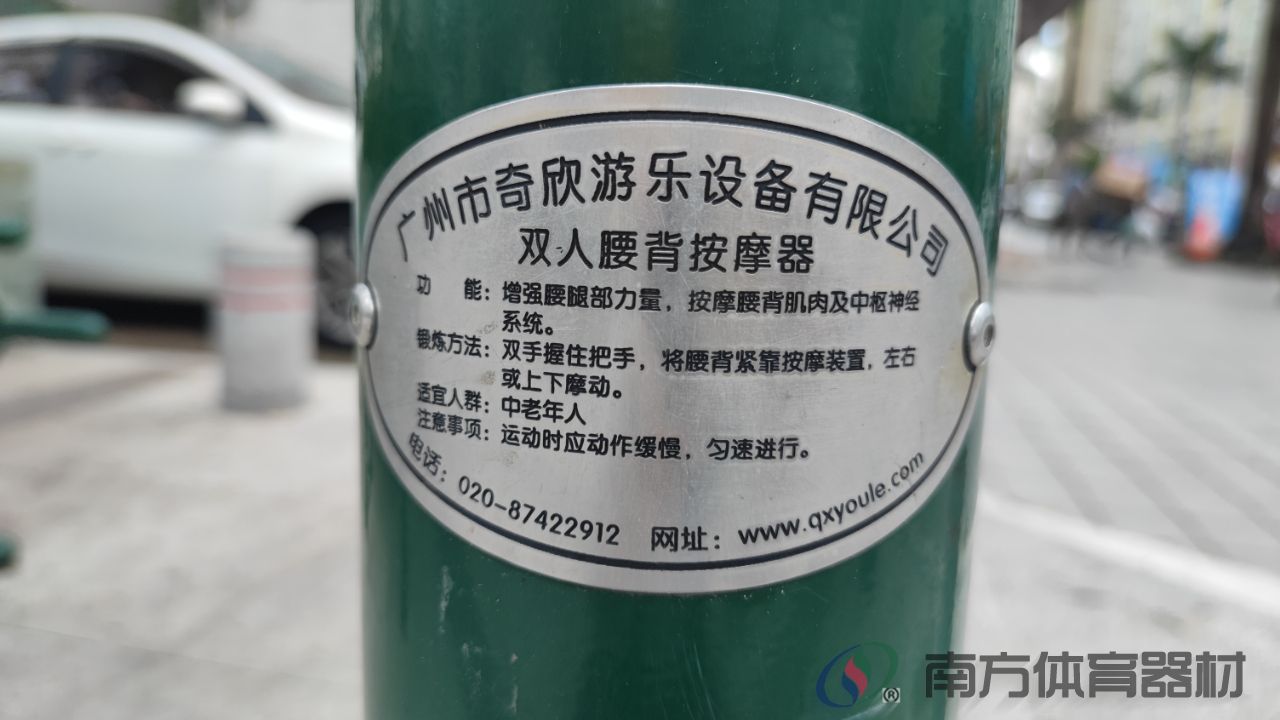 广州市奇欣游乐设备有限公司
双人腰背按摩器
功 能：增强腰腿部力量，按摩腰背肌肉及中枢神经
系统。
锻炼方法：双手握住把手，将腰背紧靠按摩装置，左右
或上下摩动。
适宜人群：中老年人
注意事项：运动时应动作缓慢，匀速进行。
电话：020-87422912 网址：www.qxyoule.com
® 南方体育器材